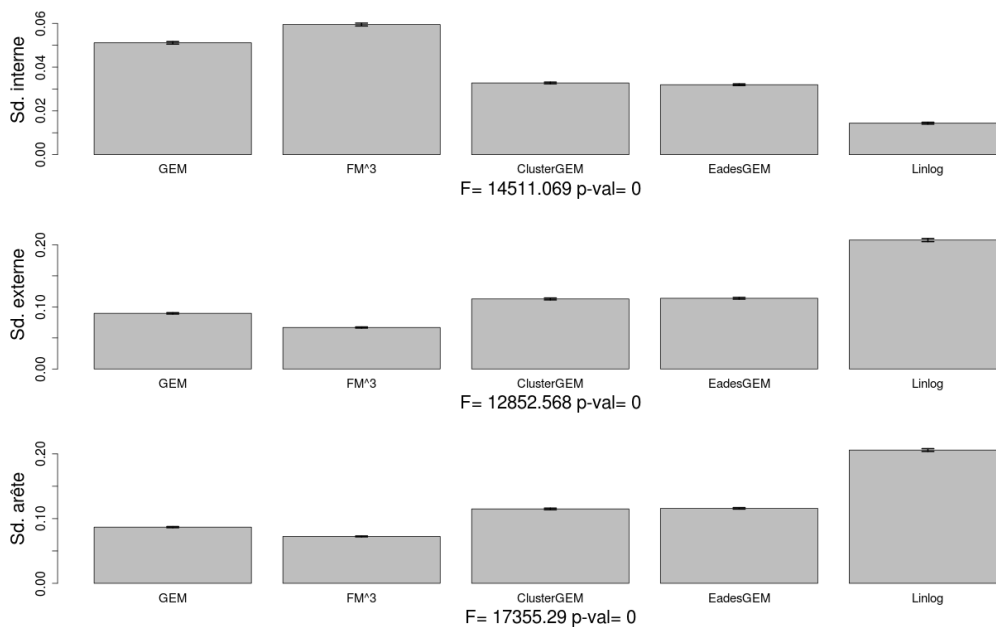 Sd. interne
0.00 0.02 0.04 0.06
GEM FM^3 ClusterGEM EadesGEM Linlog
F= 14511.069 p-val= 0
Sd. externe
0.00 0.10 0.20
GEM FM^3 ClusterGEM EadesGEM Linlog
F= 12852.568 p-val= 0
Sd. arête
0.00 0.10 0.20
GEM FM^3 ClusterGEM EadesGEM Linlog
F= 17355.29 p-val= 0